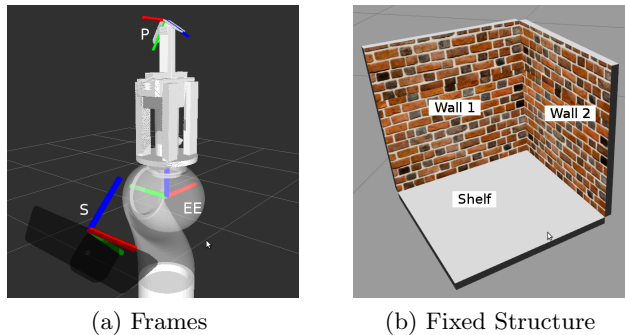 P
S
EE
Wall 1
Wall 2
Shelf
(a) Frames
(b) Fixed Structure